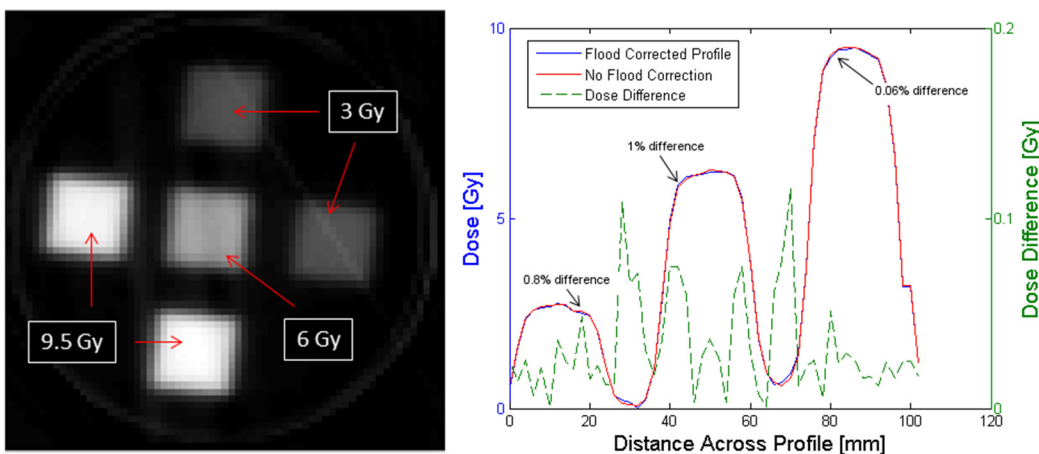 3 Gy
9.5 Gy
6 Gy
Flood Corrected Profile
No Flood Correction
Dose Difference
0.8% difference
1% difference
0.06% difference
Dose [Gy]
10
5
0
Dose Difference [Gy]
0.2
0.1
0
0 20 40 60 80 100 120
Distance Across Profile [mm]